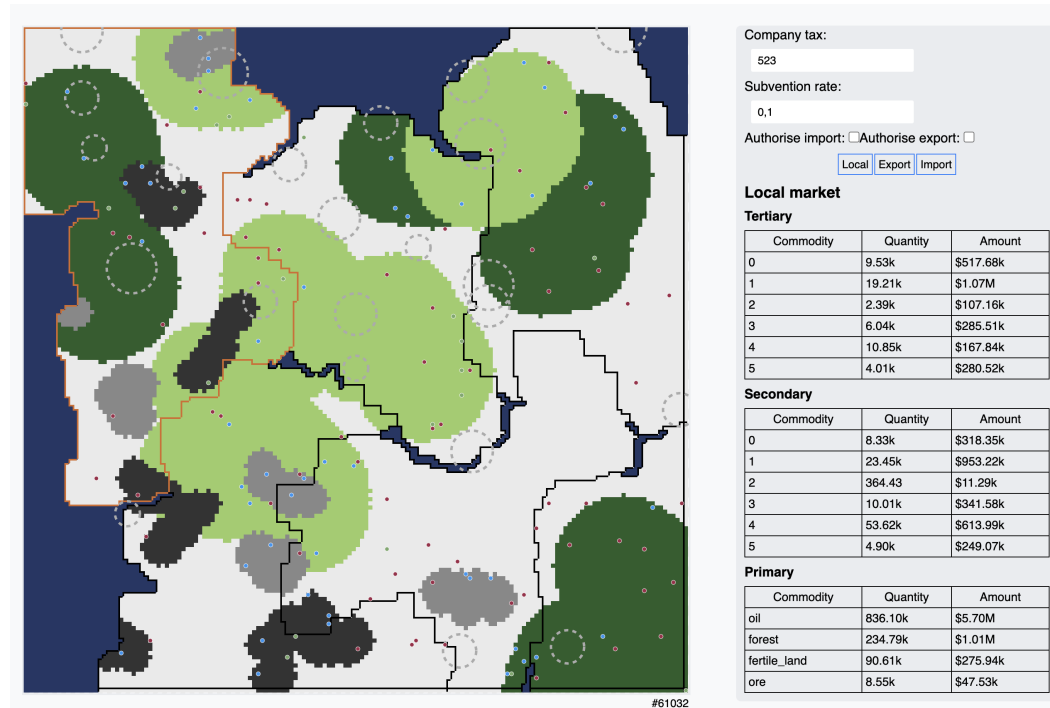 Company tax:
523
Subvention rate:
0,1
Authorise import: Authorise export:
Local Export Import
Local market
Tertiary
Commodity Quantity Amount
0 9.53k $517.68k
1 19.21k $1.07M
2 2.39k $107.16k
3 6.04k $285.51k
4 10.85k $167.84k
5 4.01k $280.52k
Secondary
Commodity Quantity Amount
0 8.33k $318.35k
1 23.45k $953.22k
2 364.43 $11.29k
3 10.01k $341.58k
4 53.62k $613.99k
5 4.90k $249.07k
Primary
Commodity Quantity Amount
oil 836.10k $5.70M
forest 234.79k $1.01M
fertile_land 90.61k $275.94k
ore 8.55k $47.53k
#61032